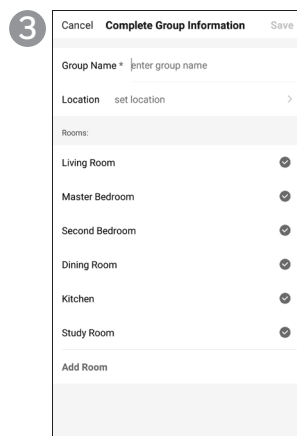 3
Cancel Complete Group Information Save
Group Name * enter group name
Location set location
Rooms:
Living Room
Master Bedroom
Second Bedroom
Dining Room
Kitchen
Study Room
Add Room